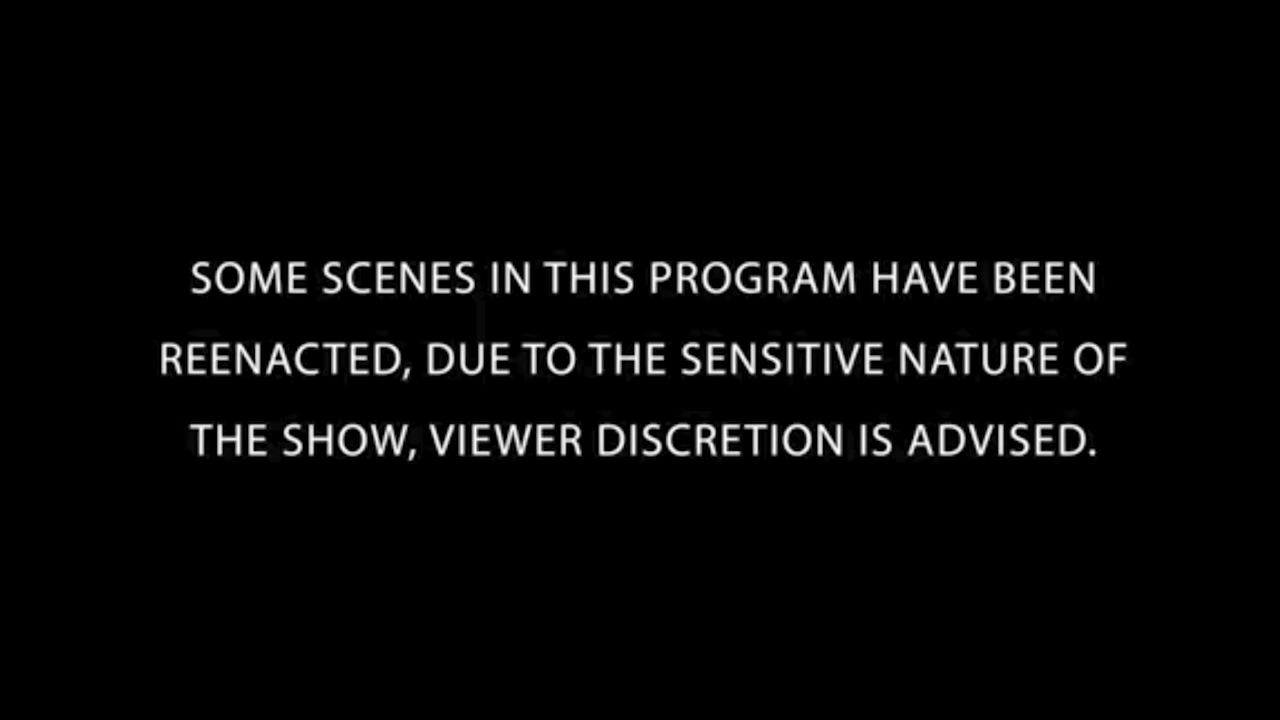 SOME SCENES IN THIS PROGRAM HAVE BEEN
REENACTED, DUE TO THE SENSITIVE NATURE OF
THE SHOW, VIEWER DISCRETION IS ADVISED.